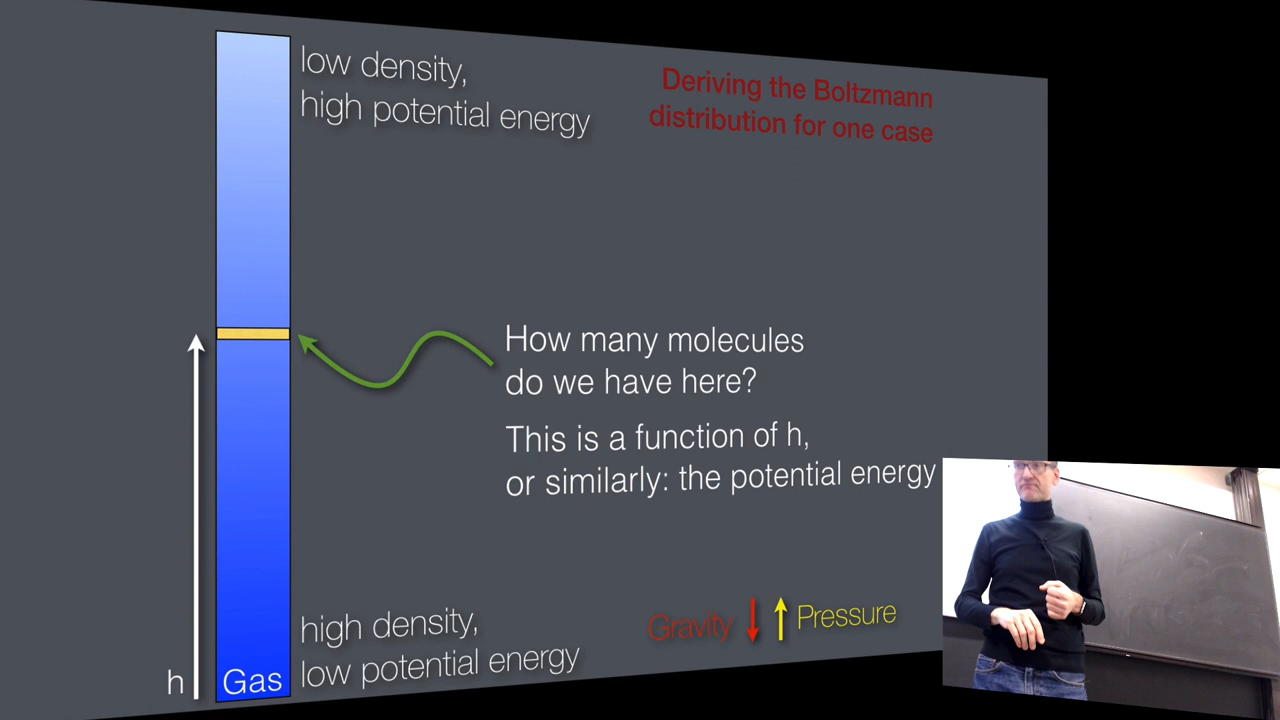 low density,
high potential energy
Deriving the Boltzmann
distribution for one case
How many molecules
do we have here?
This is a function of h,
or similarly: the potential energy
high density,
low potential energy
Gravity
Pressure
h
Gas